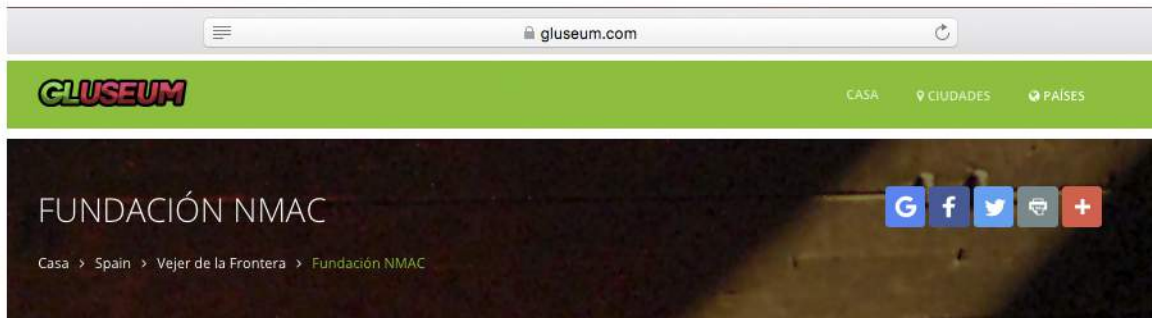 gluseum.com
GLUSEUM
CASA CIUDADES PAÍSES
FUNDACIÓN NMAC
G f +
Casa > Spain > Vejer de la Frontera > Fundación NMAC